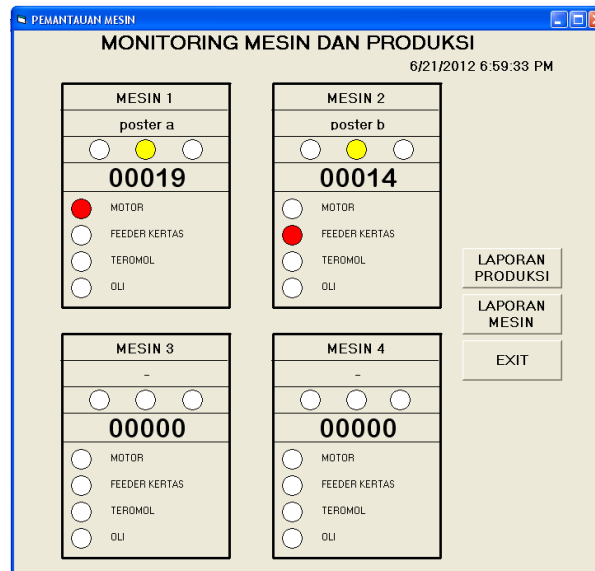 PEMANTAUAN MESIN
MONITORING MESIN DAN PRODUKSI
6/21/2012 6:59:33 PM
MESIN 1
poster a
00019
MOTOR
FEEDER KERTAS
TEROMOL
OLI
MESIN 2
poster b
00014
MOTOR
FEEDER KERTAS
TEROMOL
OLI
MESIN 3
-
00000
MOTOR
FEEDER KERTAS
TEROMOL
OLI
MESIN 4
-
00000
MOTOR
FEEDER KERTAS
TEROMOL
OLI
LAPORAN
PRODUKSI
LAPORAN
MESIN
EXIT